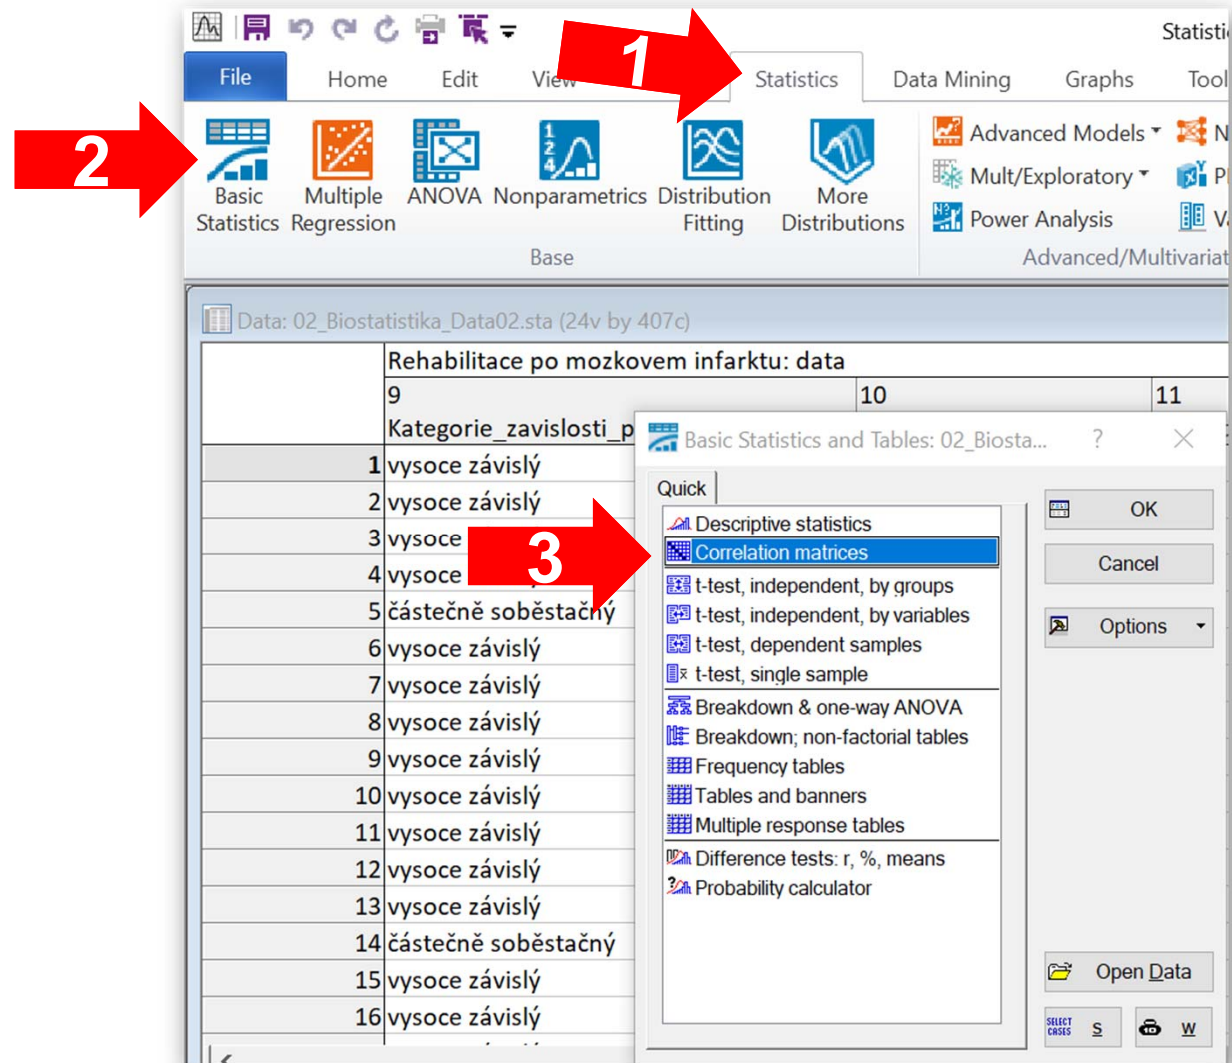 1
Statisti
File Home Edit View Statistics Data Mining Graphs Tool
2
Basic Statistics
Multiple Regression
ANOVA
Nonparametrics
Distribution Fitting
More Distributions
Advanced Models
Mult/Exploratory
Power Analysis
N
Pl
Va
Base
Advanced/Multivariat
Data: 02_Biostatistika_Data02.sta (24v by 407c)
Rehabilitace po mozkovem infarktu: data
9 10 11
Kategorie_zavislosti_p
1 vysoce závislý
2 vysoce závislý
3 vysoce
4 vysoce
5 částečně soběstačný
6 vysoce závislý
7 vysoce závislý
8 vysoce závislý
9 vysoce závislý
10 vysoce závislý
11 vysoce závislý
12 vysoce závislý
13 vysoce závislý
14 částečně soběstačný
15 vysoce závislý
16 vysoce závislý
3
Basic Statistics and Tables: 02_Biosta... ?
Quick
Descriptive statistics
Correlation matrices
t-test, independent, by groups
t-test, independent, by variables
t-test, dependent samples
t-test, single sample
Breakdown & one-way ANOVA
Breakdown; non-factorial tables
Frequency tables
Tables and banners
Multiple response tables
Difference tests: r, %, means
Probability calculator
OK
Cancel
Options
Open Data
SELECT CASES S
W